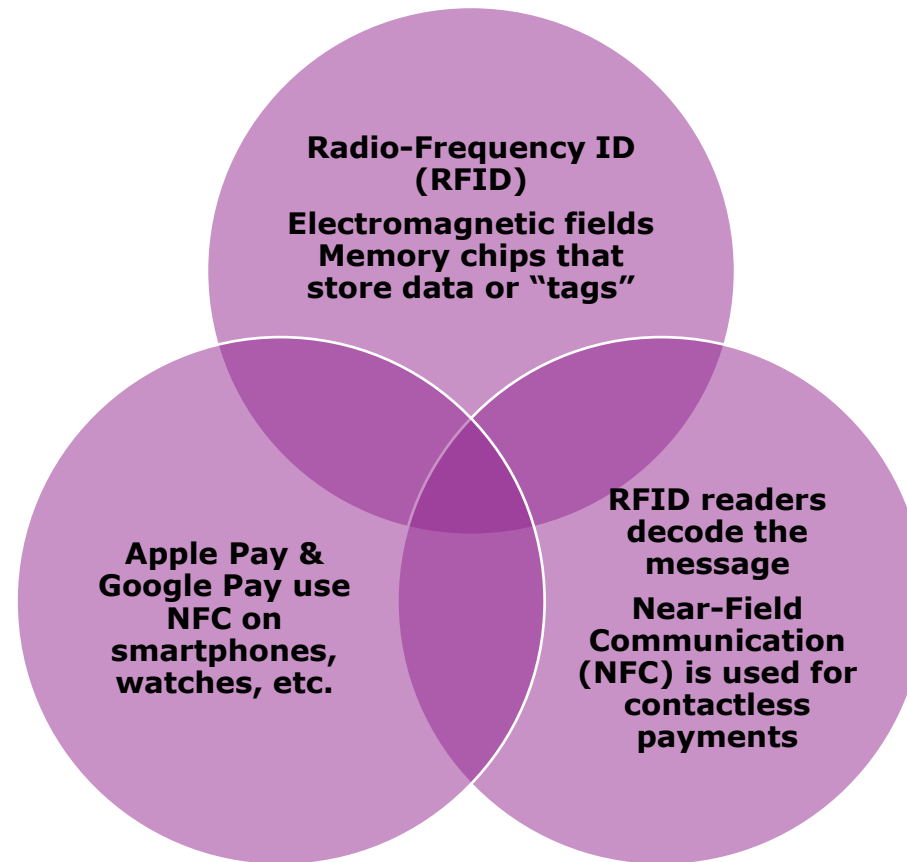 Radio-Frequency ID
(RFID)
Electromagnetic fields
Memory chips that
store data or “tags”
Apple Pay &
Google Pay use
NFC on
smartphones,
watches, etc.
RFID readers
decode the
message
Near-Field
Communication
(NFC) is used for
contactless
payments